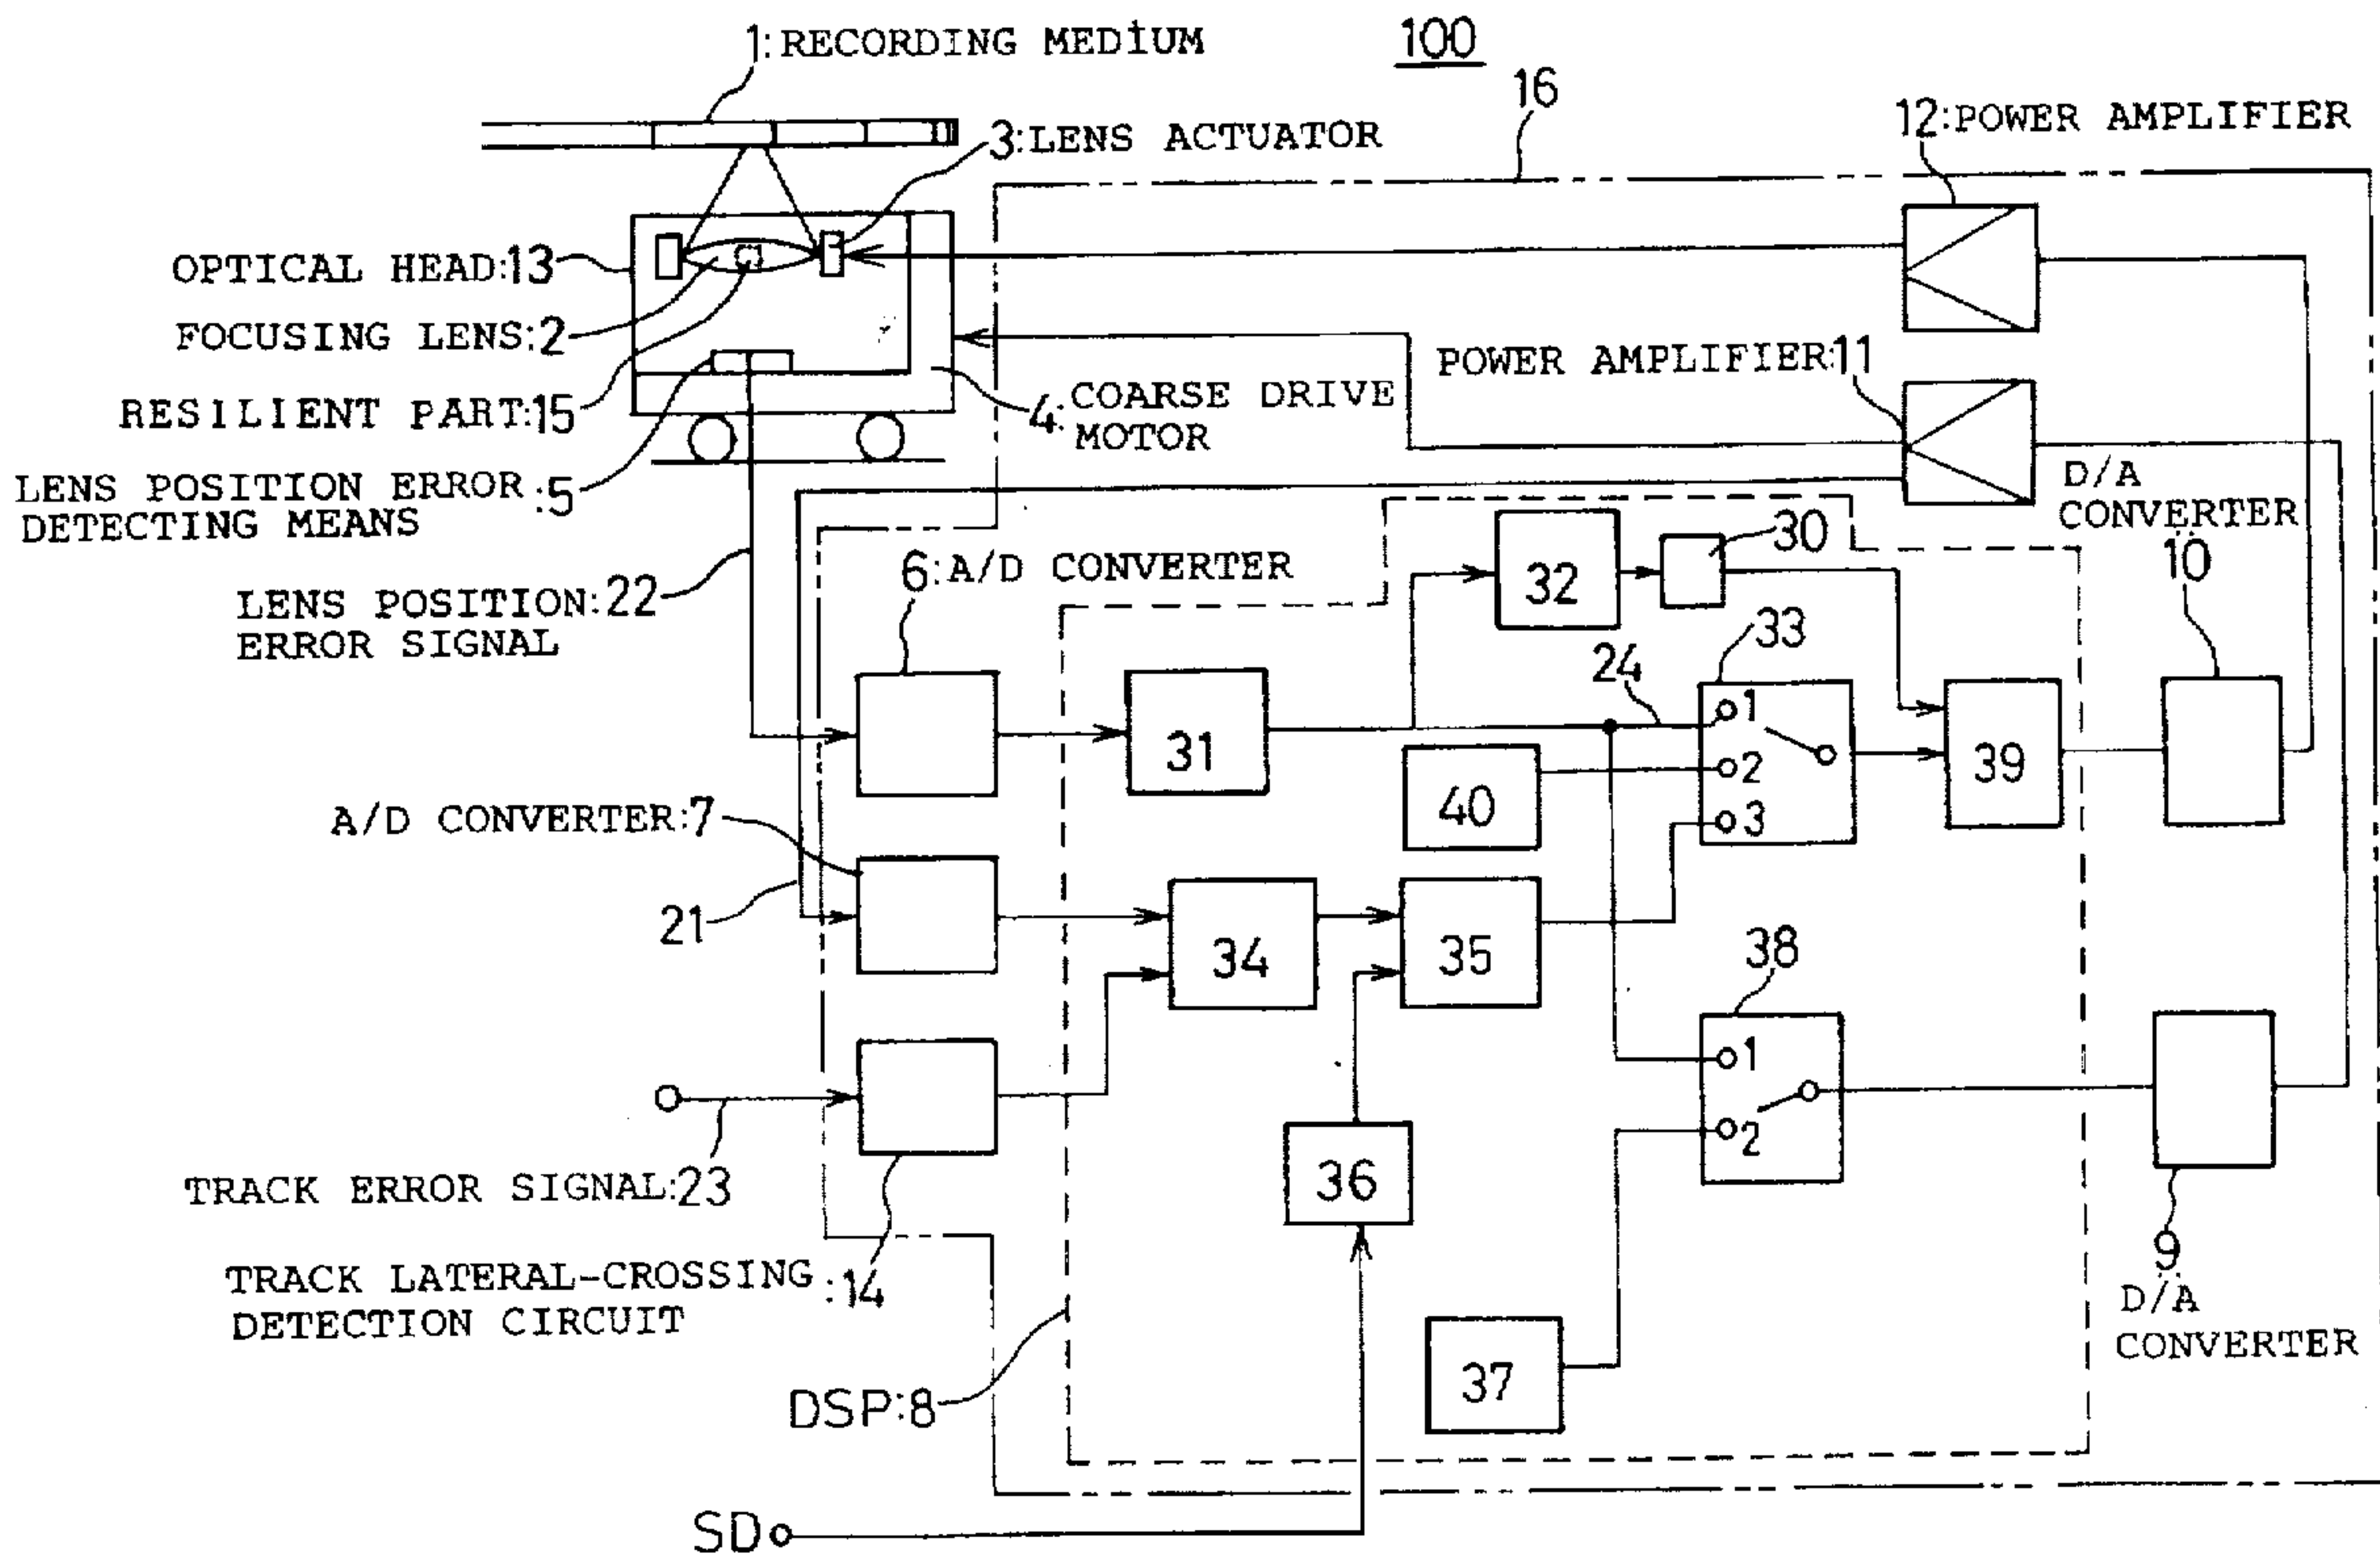 1:RECORDING MEDIUM
100
16
12:POWER AMPLIFIER
3:LENS ACTUATOR
OPTICAL HEAD:13
FOCUSING LENS:2
POWER AMPLIFIER:11
RESILIENT PART:15
4:COARSE DRIVE
MOTOR
LENS POSITION ERROR :5
DETECTING MEANS
D/A
CONVERTER
:10
6:A/D CONVERTER
30
32
LENS POSITION:22
ERROR SIGNAL
33
24
1
31
2
39
40
3
A/D CONVERTER:7
21
34
35
38
1
2
36
TRACK ERROR SIGNAL:23
9:
D/A
CONVERTER
TRACK LATERAL-CROSSING :14
DETECTION CIRCUIT
37
DSP:8
SD